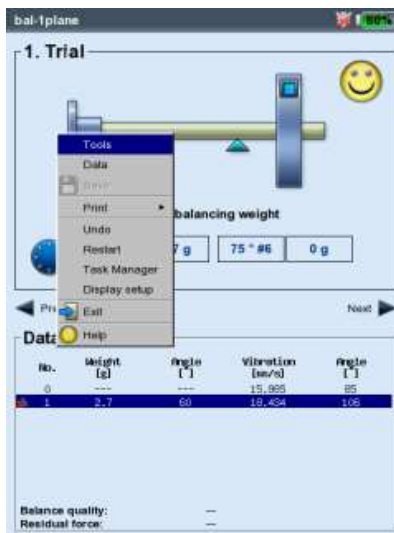 bal-1plane 80%
1. Trial
Tools
Data
Save
Print
balancing weight
Undo
Restart
7 g 75 ° #6 0 g
Task Manager
Display setup
Next
Exit
Data
Help
No. Weight [g] Angle [°] Vibration [mm/s] Angle [°]
0 --- --- 15.985 85
1 2.7 60 18.434 106
Balance quality: --
Residual force: --